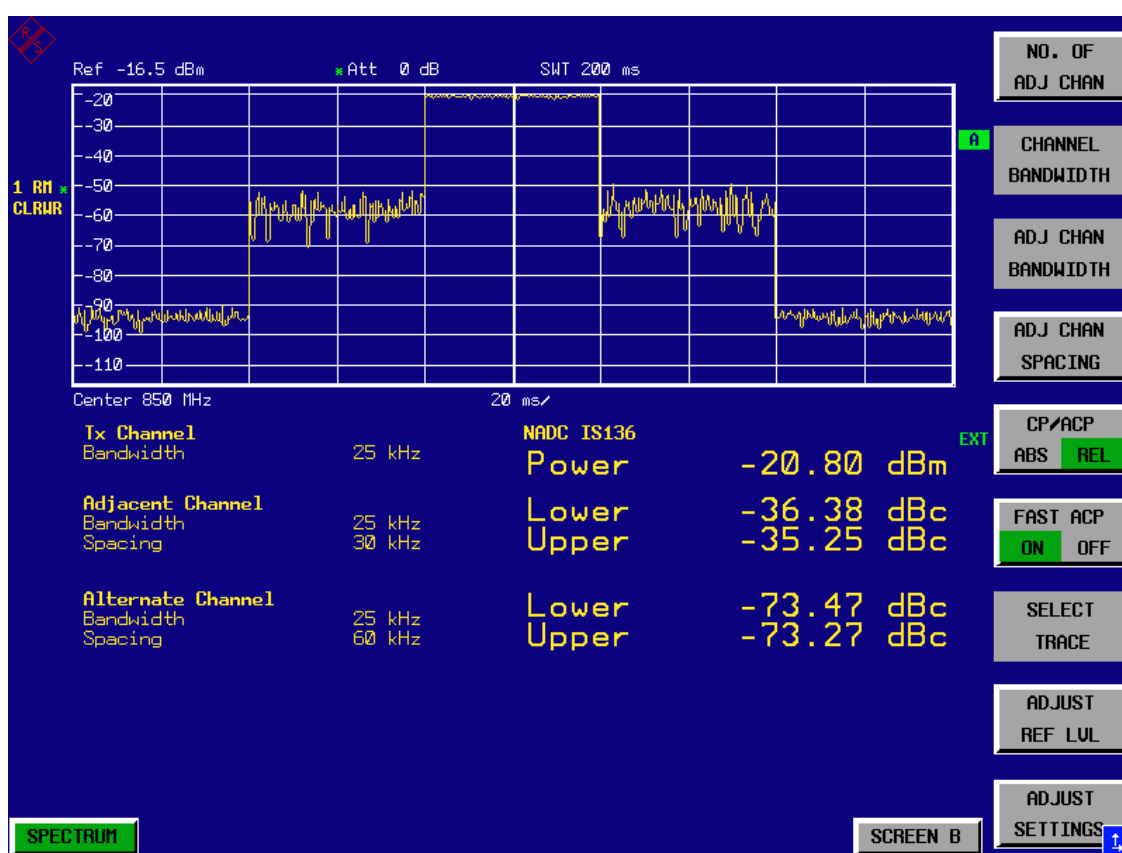 R S
NO. OF
ADJ CHAN
Ref -16.5 dBm *Att 0 dB SWT 200 ms
-20
-30
A
CHANNEL
BANDWIDTH
-40
1 RM *
CLRWR
-50
-60
-70
ADJ CHAN
BANDWIDTH
-80
-90
-100
-110
ADJ CHAN
SPACING
Center 850 MHz 20 ms/
Tx Channel NADC IS136
Bandwidth 25 kHz Power -20.80 dBm
EXT
CP/ACP
ABS REL
Adjacent Channel Lower -36.38 dBc
Bandwidth 25 kHz Upper -35.25 dBc
Spacing 30 kHz
FAST ACP
ON OFF
Alternate Channel Lower -73.47 dBc
Bandwidth 25 kHz Upper -73.27 dBc
Spacing 60 kHz
SELECT
TRACE
ADJUST
REF LVL
ADJUST
SETTINGS
SPECTRUM SCREEN B